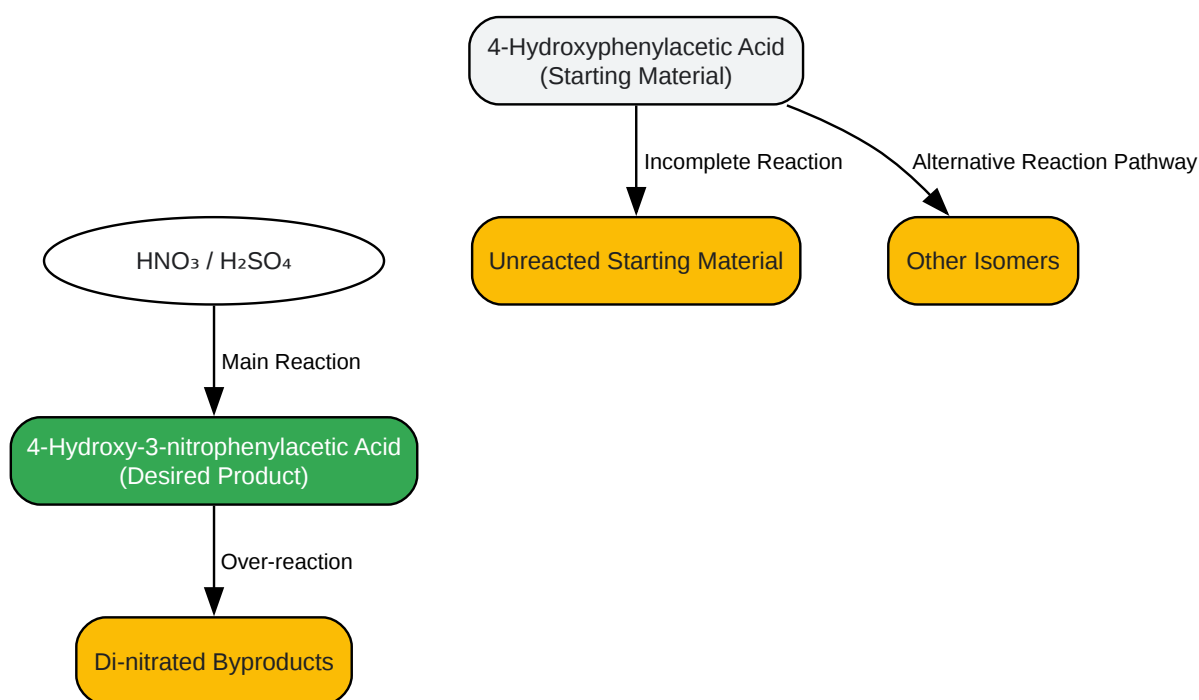 4-Hydroxyphenylacetic Acid
(Starting Material)
Incomplete Reaction
Alternative Reaction Pathway
HNO₃ / H₂SO₄
Unreacted Starting Material
Other Isomers
Main Reaction
4-Hydroxy-3-nitrophenylacetic Acid
(Desired Product)
Over-reaction
Di-nitrated Byproducts